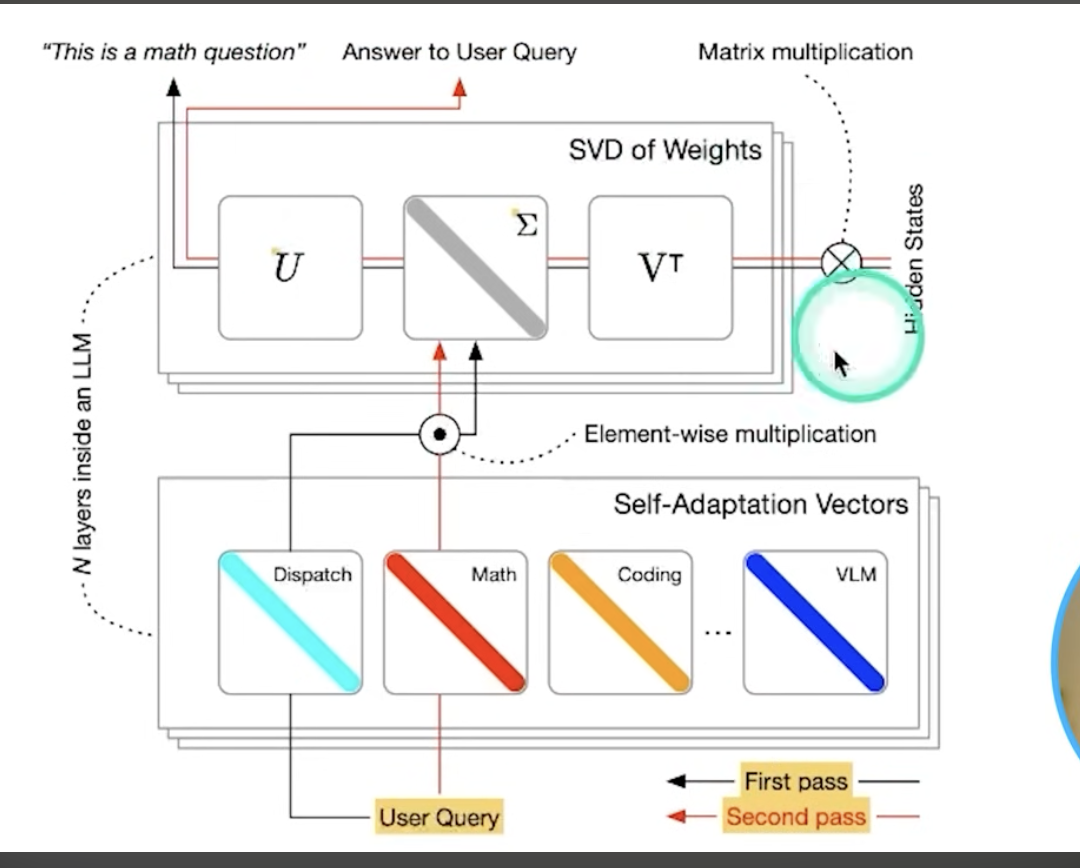 “This is a math question”
Answer to User Query
Matrix multiplication
SVD of Weights
U
Σ
Vᵀ
Hidden States
N layers inside an LLM
Element-wise multiplication
Self-Adaptation Vectors
Dispatch
Math
Coding
...
VLM
First pass
User Query
Second pass